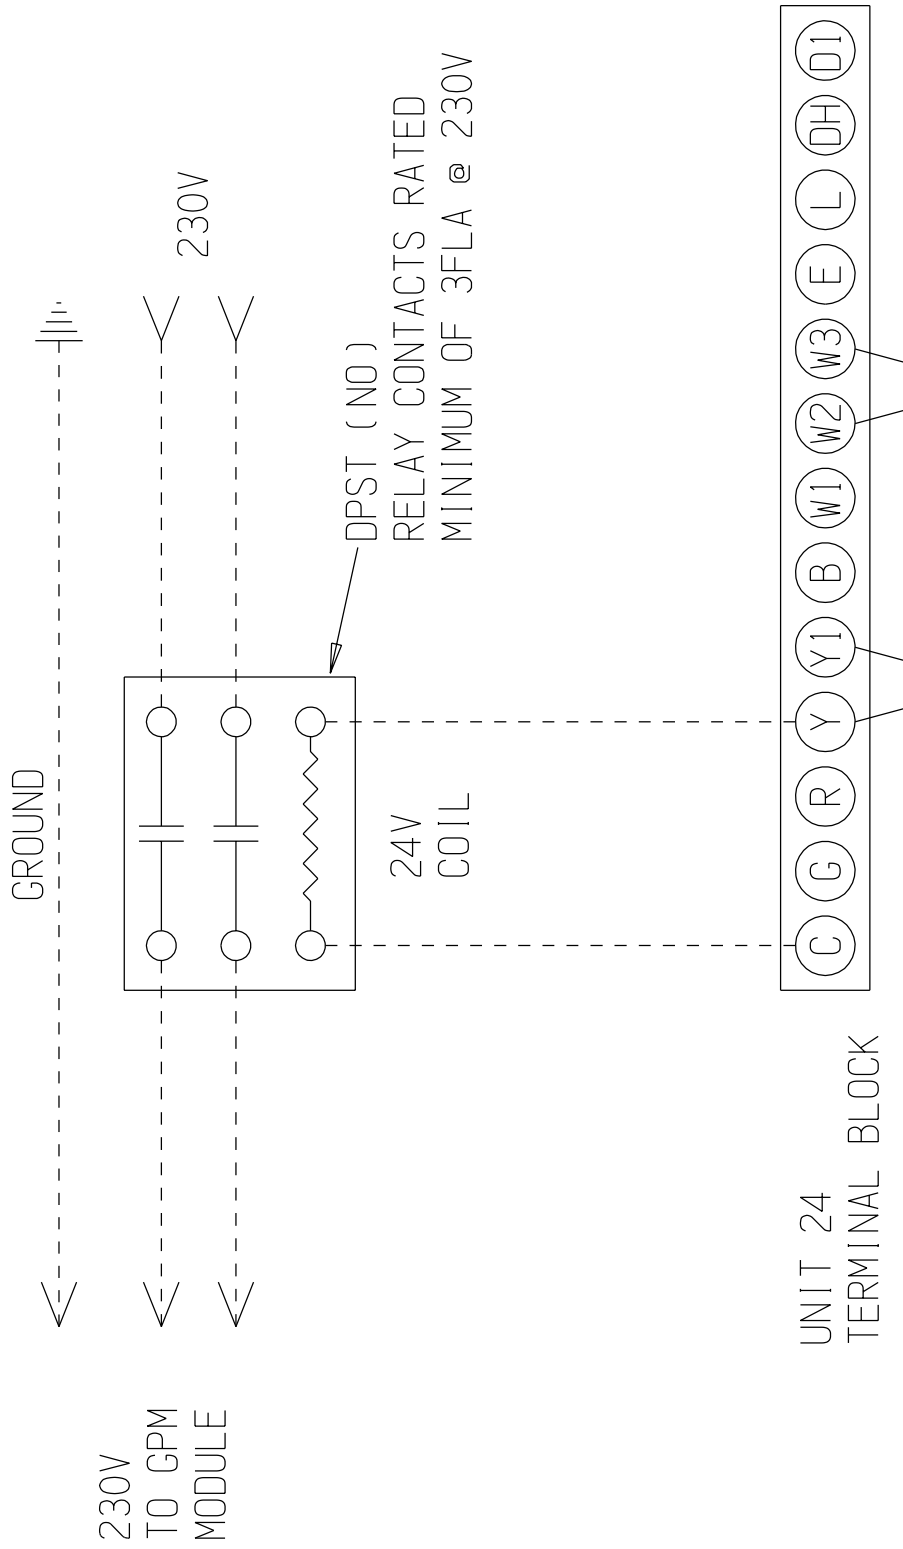 GROUND
230V
TO GPM
MODULE
230V
DPST (NO)
RELAY CONTACTS RATED
MINIMUM OF 3FLA @ 230V
24V
COIL
UNIT 24
TERMINAL BLOCK
C G R Y Y1 B W1 W2 W3 E L DH D1